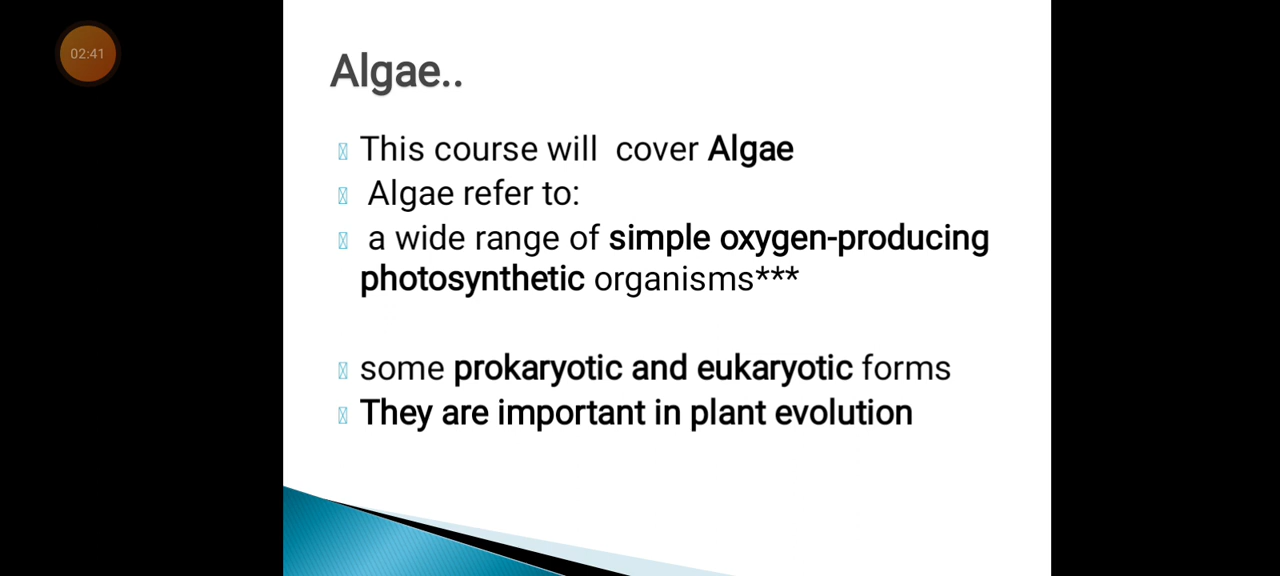 02:41
Algae..
This course will  cover Algae
Algae refer to:
a wide range of simple oxygen-producing
photosynthetic organisms***
some prokaryotic and eukaryotic forms
They are important in plant evolution